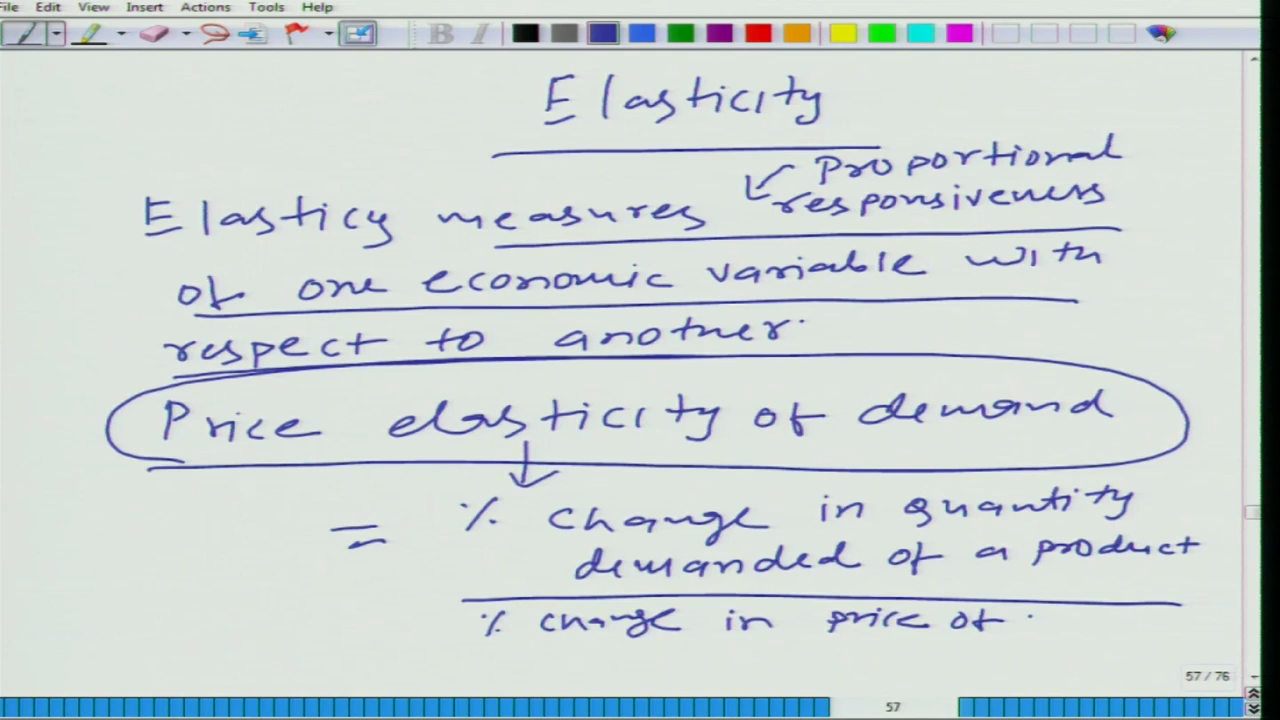 File Edit View Insert Actions Tools Help
B I
Elasticity
Proportional
Elasticy measures responsiveness
of one economic variable with
respect to another.
Price elasticity of demand
= % change in quantity
demanded of a product
% change in price of
57 / 76
57